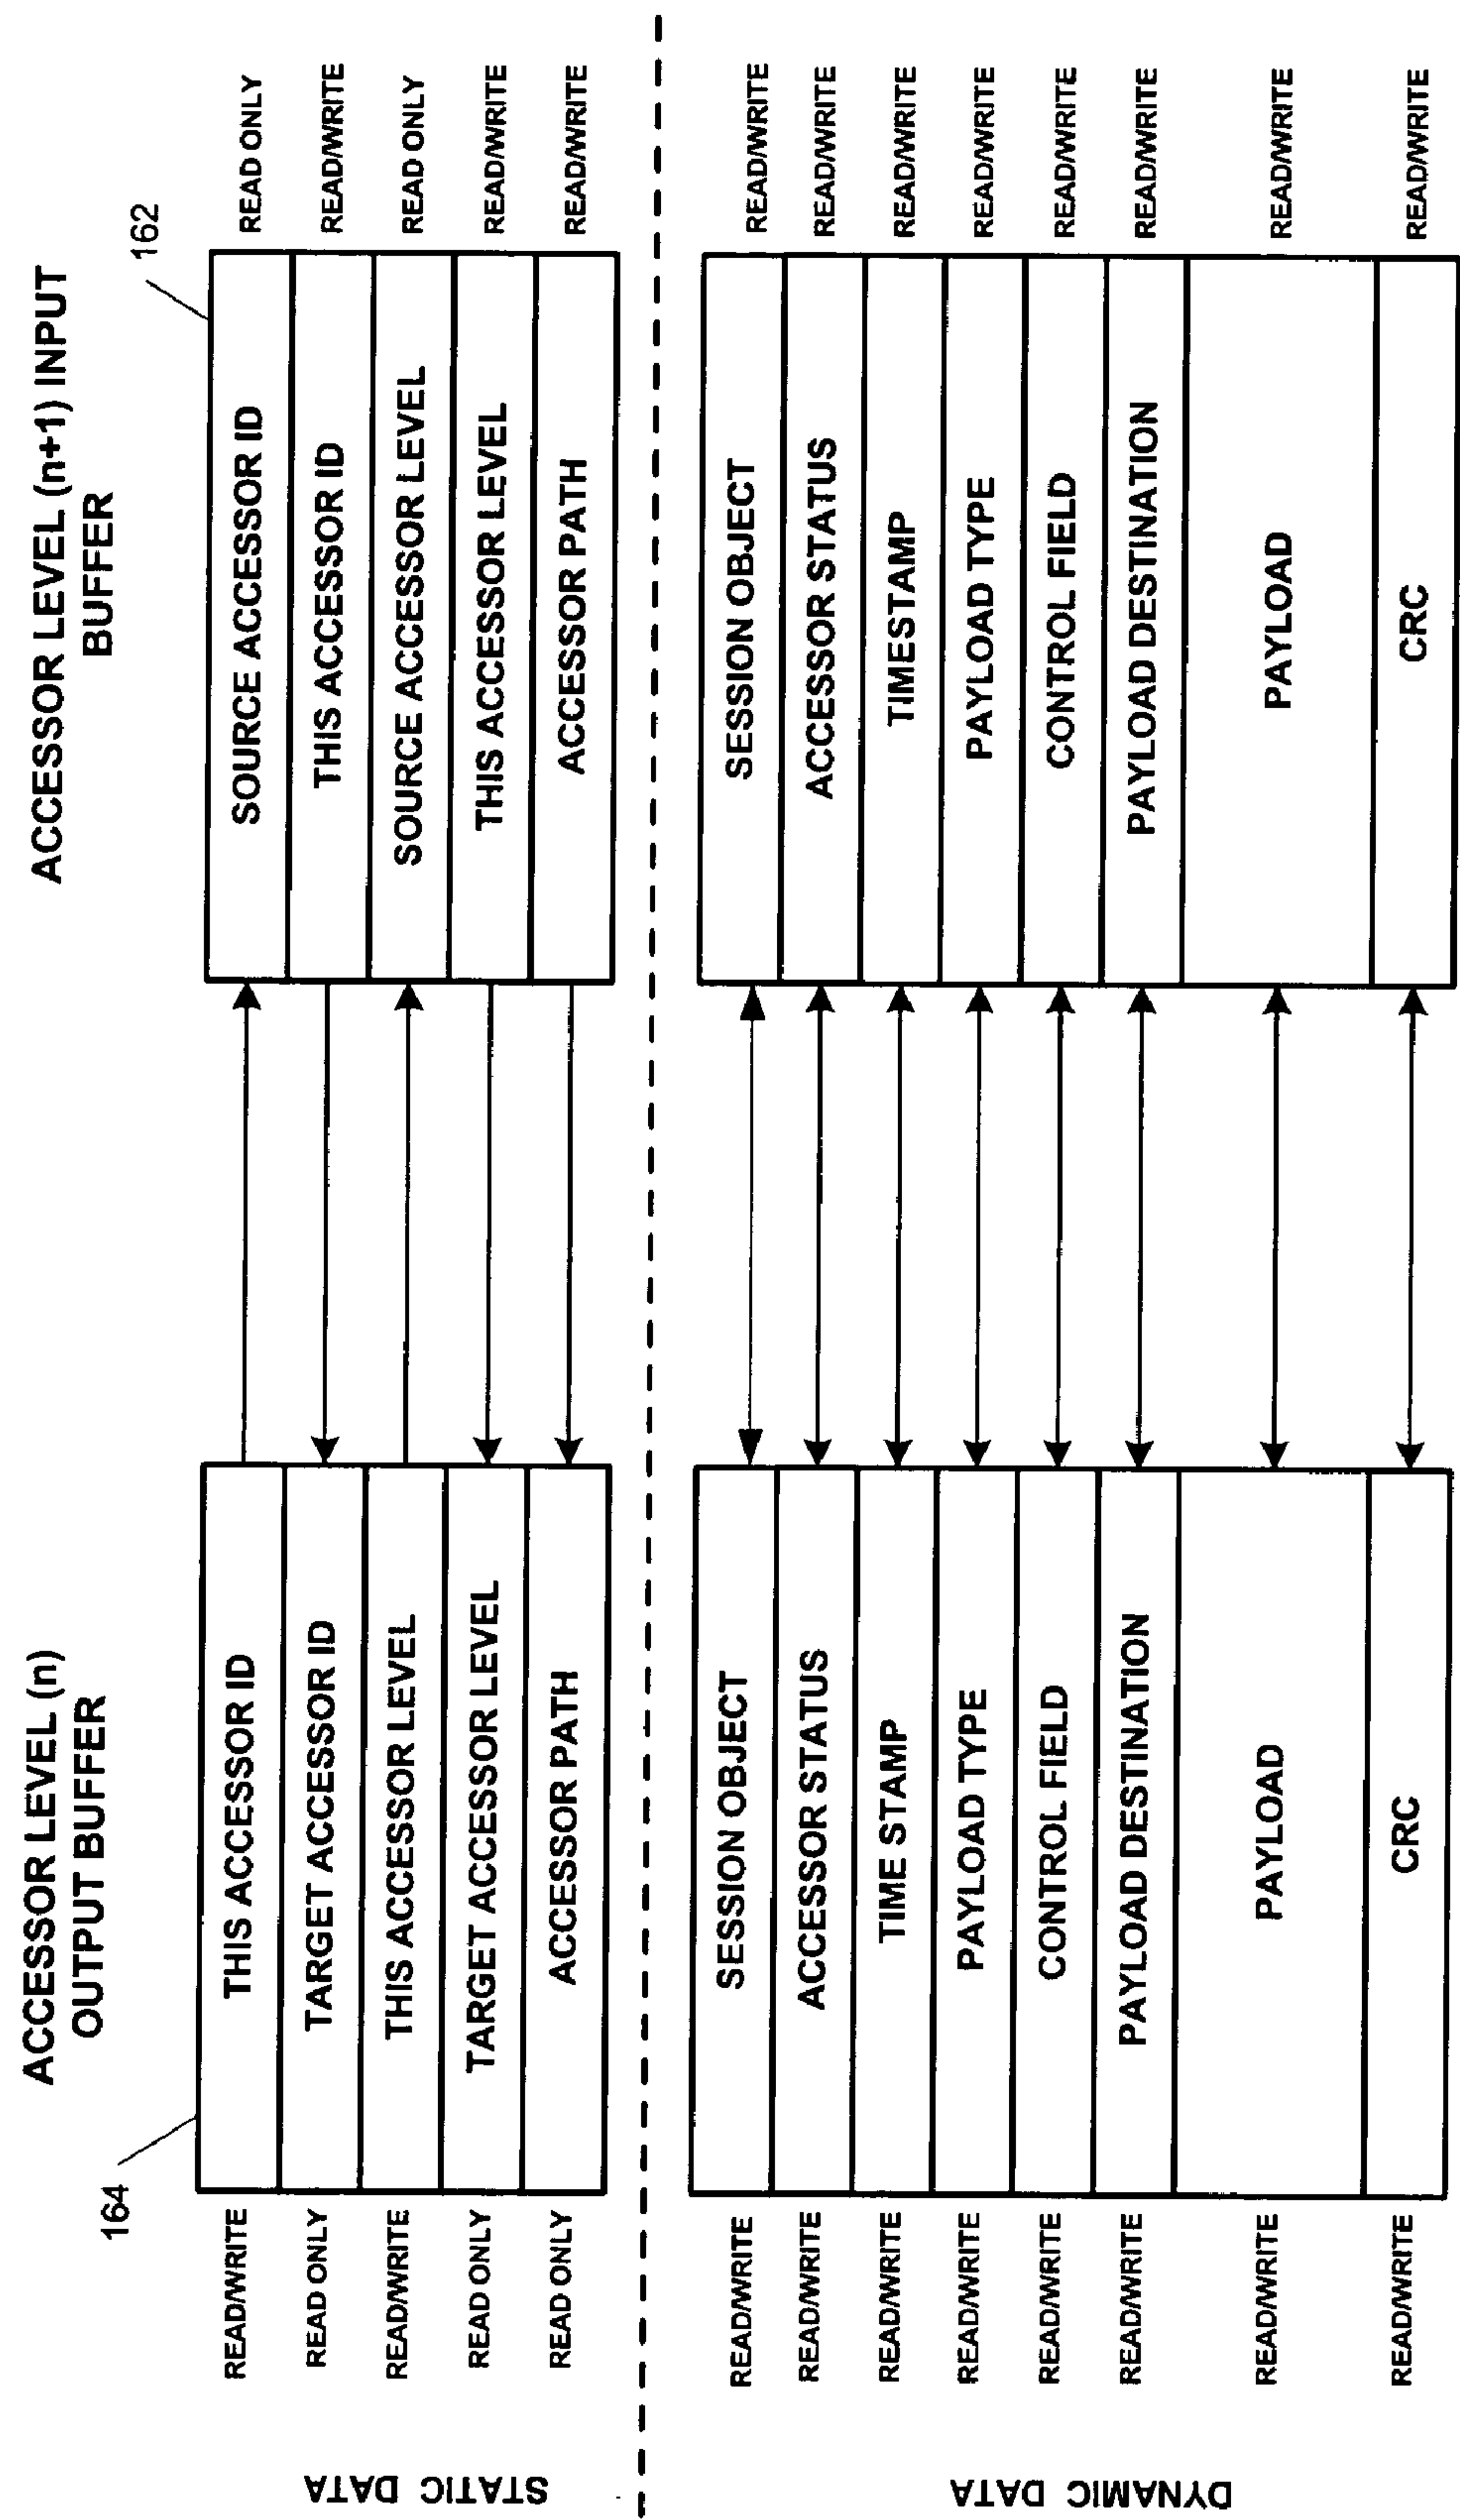 ACCESSOR LEVEL (n)
OUTPUT BUFFER
ACCESSOR LEVEL (n+1) INPUT
BUFFER
164
162
STATIC DATA
READ/WRITE
THIS ACCESSOR ID
SOURCE ACCESSOR ID
READ ONLY
READ ONLY
TARGET ACCESSOR ID
THIS ACCESSOR ID
READ/WRITE
READ/WRITE
THIS ACCESSOR LEVEL
SOURCE ACCESSOR LEVEL
READ ONLY
READ ONLY
TARGET ACCESSOR LEVEL
THIS ACCESSOR LEVEL
READ/WRITE
READ ONLY
ACCESSOR PATH
ACCESSOR PATH
READ/WRITE
DYNAMIC DATA
READ/WRITE
SESSION OBJECT
SESSION OBJECT
READ/WRITE
READ/WRITE
ACCESSOR STATUS
ACCESSOR STATUS
READ/WRITE
READ/WRITE
TIME STAMP
TIMESTAMP
READ/WRITE
READ/WRITE
PAYLOAD TYPE
PAYLOAD TYPE
READ/WRITE
READ/WRITE
CONTROL FIELD
CONTROL FIELD
READ/WRITE
READ/WRITE
PAYLOAD DESTINATION
PAYLOAD DESTINATION
READ/WRITE
READ/WRITE
PAYLOAD
PAYLOAD
READ/WRITE
READ/WRITE
CRC
CRC
READ/WRITE